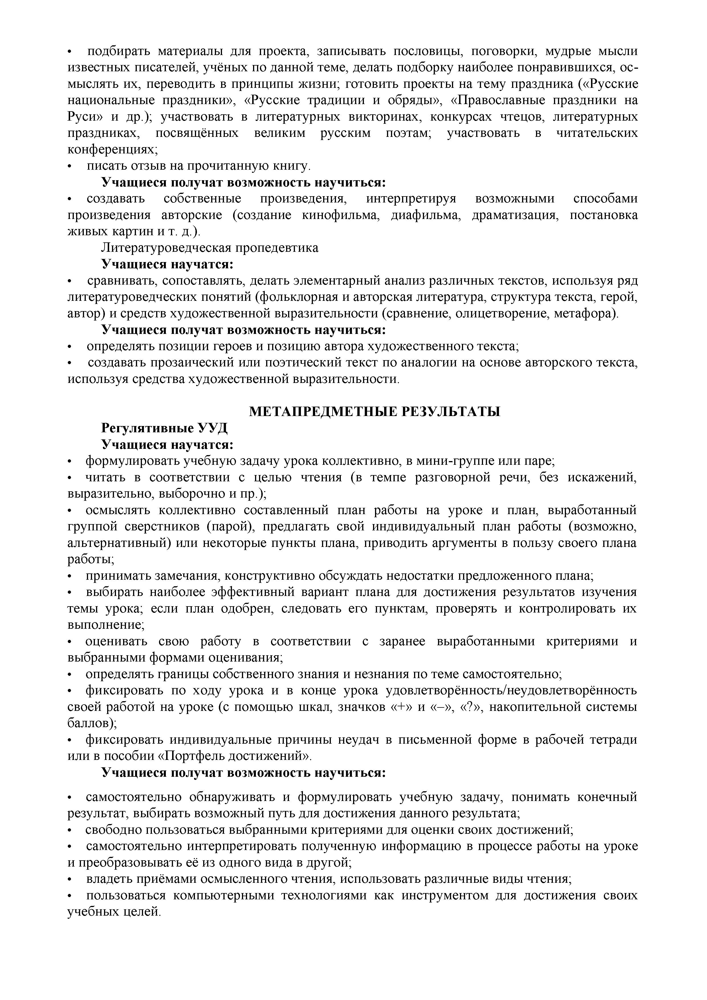 • подбирать материалы для проекта, записывать пословицы, поговорки, мудрые мысли
известных писателей, учёных по данной теме, делать подборку наиболее понравившихся, ос-
мыслять их, переводить в принципы жизни; готовить проекты на тему праздника («Русские
национальные праздники», «Русские традиции и обряды», «Православные праздники на
Руси» и др.); участвовать в литературных викторинах, конкурсах чтецов, литературных
праздниках, посвящённых великим русским поэтам; участвовать в читательских
конференциях;
• писать отзыв на прочитанную книгу.
Учащиеся получат возможность научиться:
• создавать собственные произведения, интерпретируя возможными способами
произведения авторские (создание кинофильма, диафильма, драматизация, постановка
живых картин и т. д.).
Литературоведческая пропедевтика
Учащиеся научатся:
• сравнивать, сопоставлять, делать элементарный анализ различных текстов, используя ряд
литературоведческих понятий (фольклорная и авторская литература, структура текста, герой,
автор) и средств художественной выразительности (сравнение, олицетворение, метафора).
Учащиеся получат возможность научиться:
• определять позиции героев и позицию автора художественного текста;
• создавать прозаический или поэтический текст по аналогии на основе авторского текста,
используя средства художественной выразительности.
МЕТАПРЕДМЕТНЫЕ РЕЗУЛЬТАТЫ
Регулятивные УУД
Учащиеся научатся:
• формулировать учебную задачу урока коллективно, в мини-группе или паре;
• читать в соответствии с целью чтения (в темпе разговорной речи, без искажений,
выразительно, выборочно и пр.);
• осмыслять коллективно составленный план работы на уроке и план, выработанный
группой сверстников (парой), предлагать свой индивидуальный план работы (возможно,
альтернативный) или некоторые пункты плана, приводить аргументы в пользу своего плана
работы;
• принимать замечания, конструктивно обсуждать недостатки предложенного плана;
• выбирать наиболее эффективный вариант плана для достижения результатов изучения
темы урока; если план одобрен, следовать его пунктам, проверять и контролировать их
выполнение;
• оценивать свою работу в соответствии с заранее выработанными критериями и
выбранными формами оценивания;
• определять границы собственного знания и незнания по теме самостоятельно;
• фиксировать по ходу урока и в конце урока удовлетворённость/неудовлетворённость
своей работой на уроке (с помощью шкал, значков «+» и «–», «?», накопительной системы
баллов);
• фиксировать индивидуальные причины неудач в письменной форме в рабочей тетради
или в пособии «Портфель достижений».
Учащиеся получат возможность научиться:
• самостоятельно обнаруживать и формулировать учебную задачу, понимать конечный
результат, выбирать возможный путь для достижения данного результата;
• свободно пользоваться выбранными критериями для оценки своих достижений;
• самостоятельно интерпретировать полученную информацию в процессе работы на уроке
и преобразовывать её из одного вида в другой;
• владеть приёмами осмысленного чтения, использовать различные виды чтения;
• пользоваться компьютерными технологиями как инструментом для достижения своих
учебных целей.